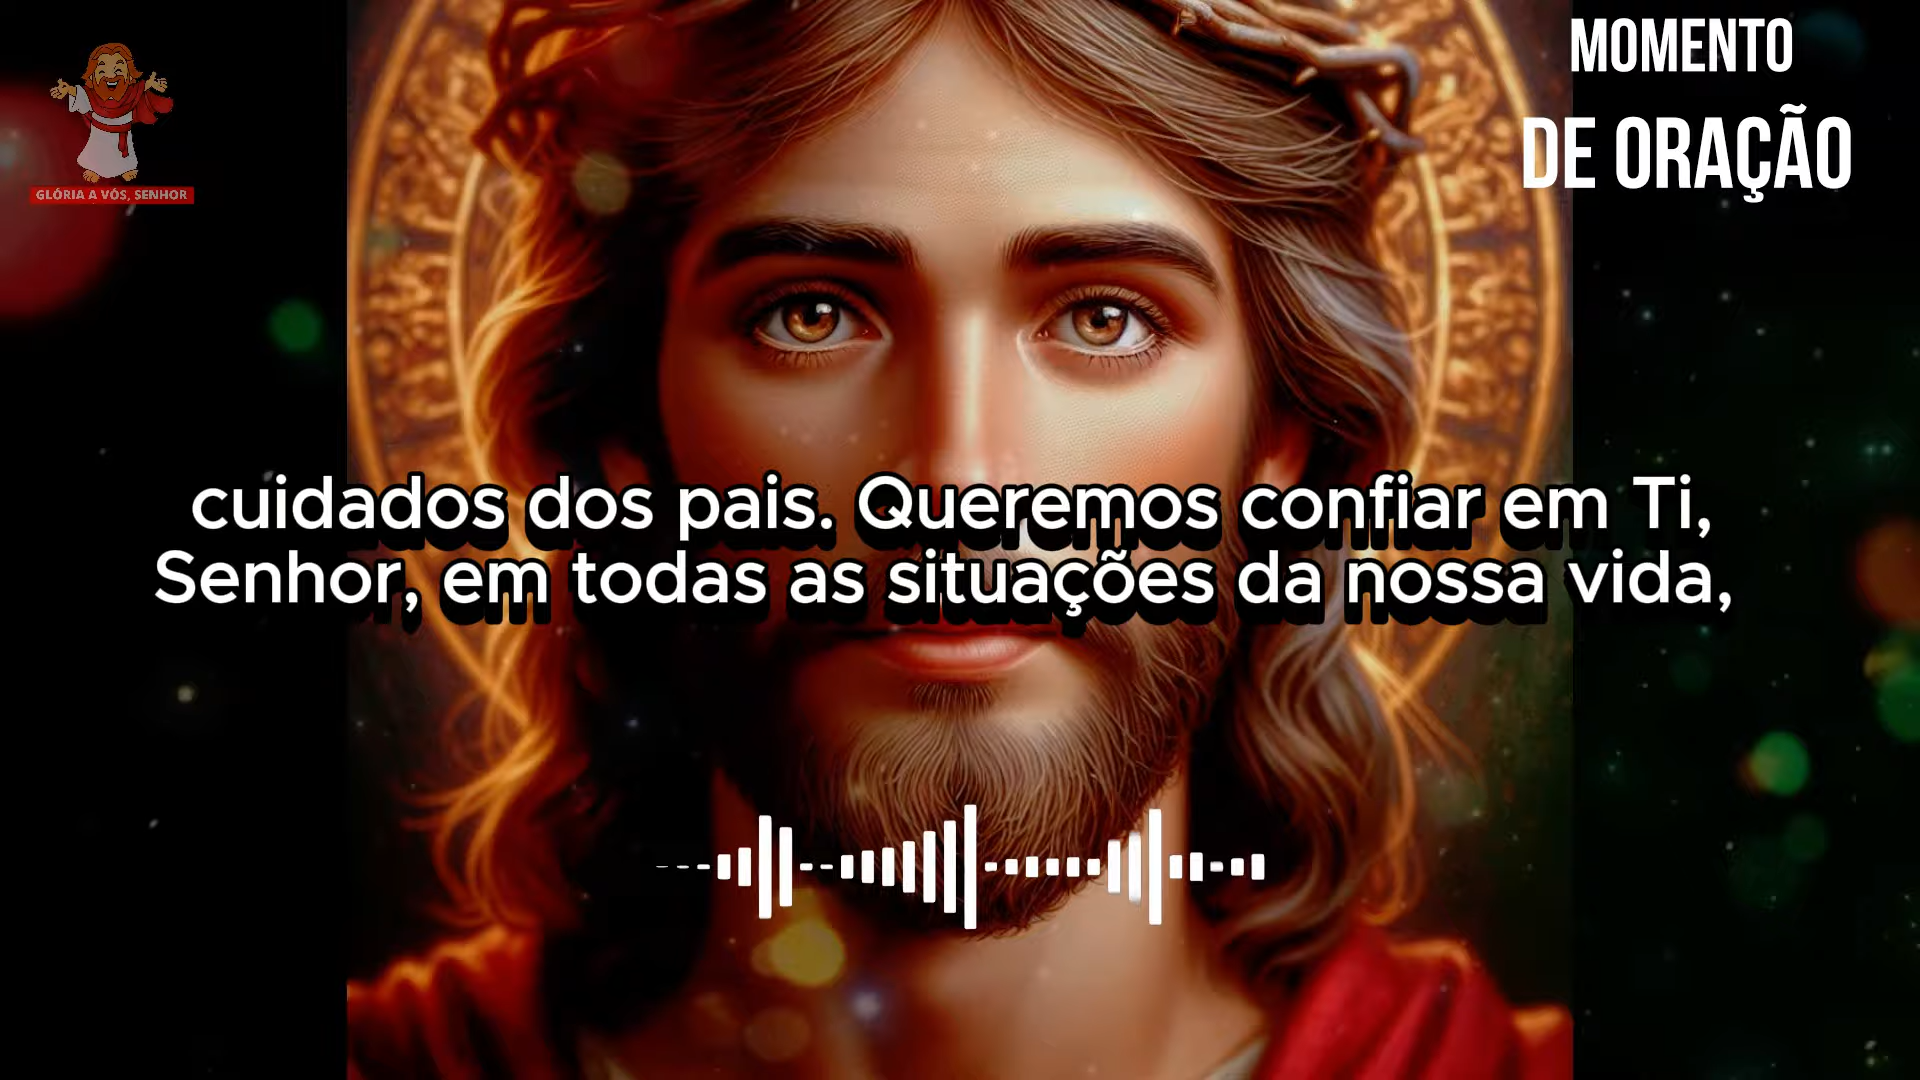 GLÓRIA A VÓS, SENHOR
MOMENTO
DE ORAÇÃO
cuidados dos pais. Queremos confiar em Ti,
Senhor, em todas as situações da nossa vida,